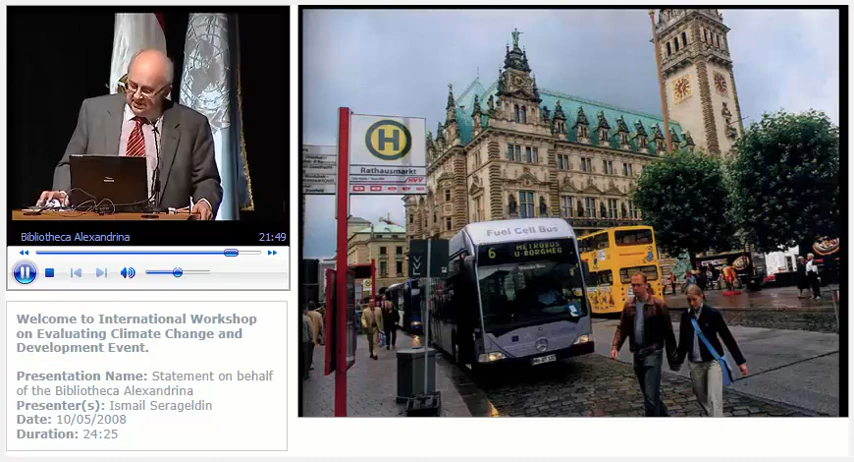 Bibliotheca Alexandrina
21:49
Welcome to International Workshop
on Evaluating Climate Change and
Development Event.
Presentation Name: Statement on behalf
of the Bibliotheca Alexandrina
Presenter(s): Ismail Serageldin
Date: 10/05/2008
Duration: 24:25
H
Rathausmarkt
Fuel Cell Bus
6 METROBUS
U-BORGWEG